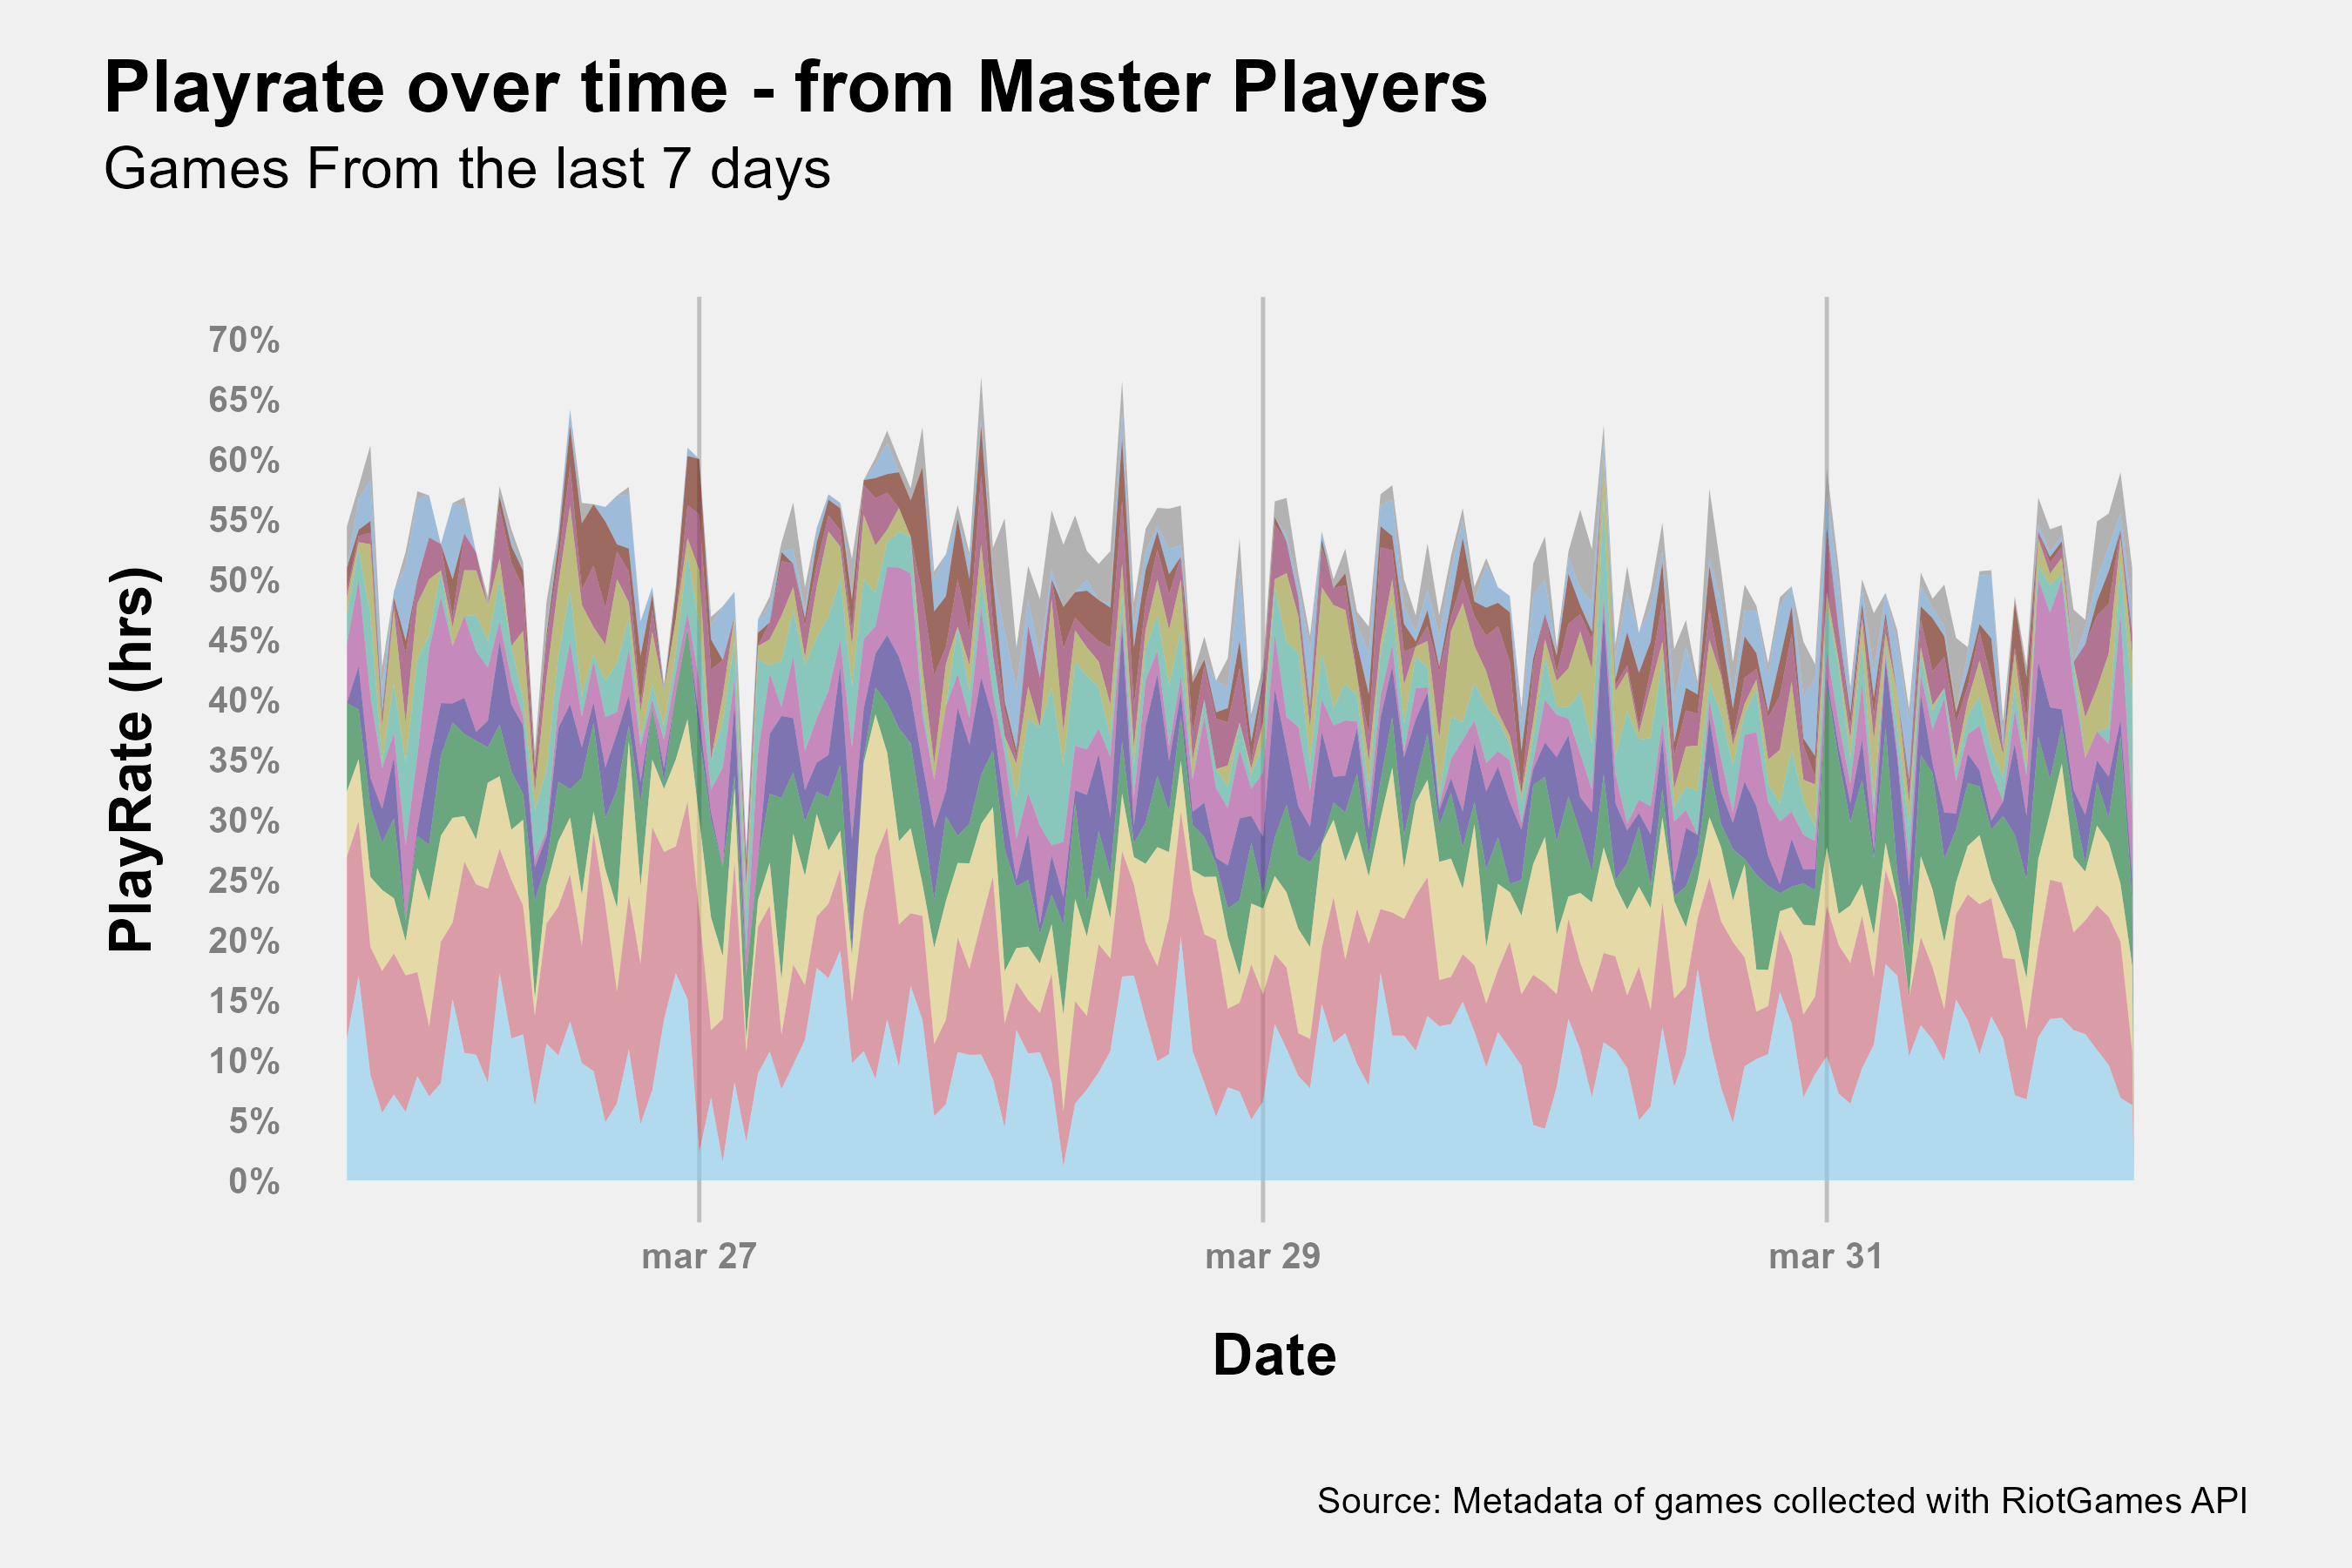 Playrate over time - from Master Players
Games From the last 7 days
PlayRate (hrs)
70%
65%
60%
55%
50%
45%
40%
35%
30%
25%
20%
15%
10%
5%
0%
mar 27
mar 29
mar 31
Date
Source: Metadata of games collected with RiotGames API